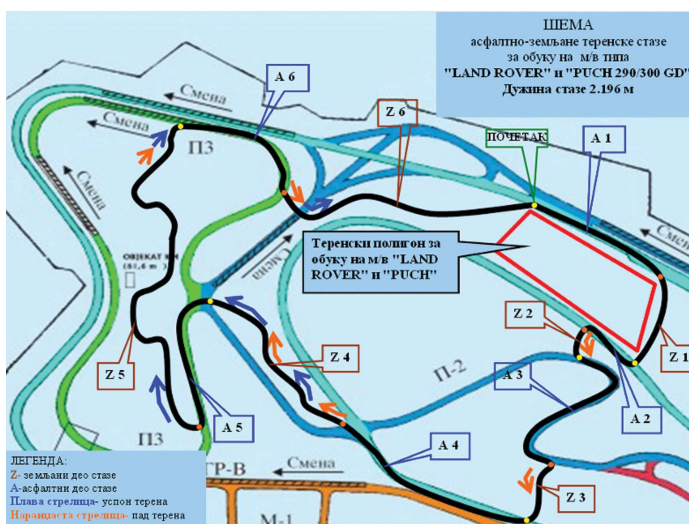 ШЕМА
асфалтно-земљане теренске стазе
за обуку на м/в типа
"LAND ROVER" и "PUCH 290/300 GD"
Дужина стазе 2.196 м
А 6
Смена
Z 6
Смена
ПОЧЕТАК
А 1
П3
Смена
Смена
Теренски полигон за
обуку на м/в "LAND
ROVER" и "PUCH"
Смена
ОБЈЕКАТ
Z 2
Z 1
Z 4
Z 5
П-2
А 3
А 2
А 5
П3
А 4
ЛЕГЕНДА:
Z- земљани део стазе
А-асфалтни део стазе
Плава стрелица- успон терена
Наранџаста стрелица- пад терена
ГР-В
Смена
Z 3
М-1